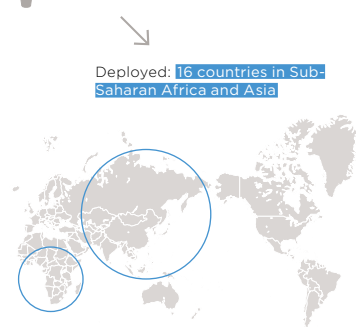 Deployed: 16 countries in Sub-
Saharan Africa and Asia